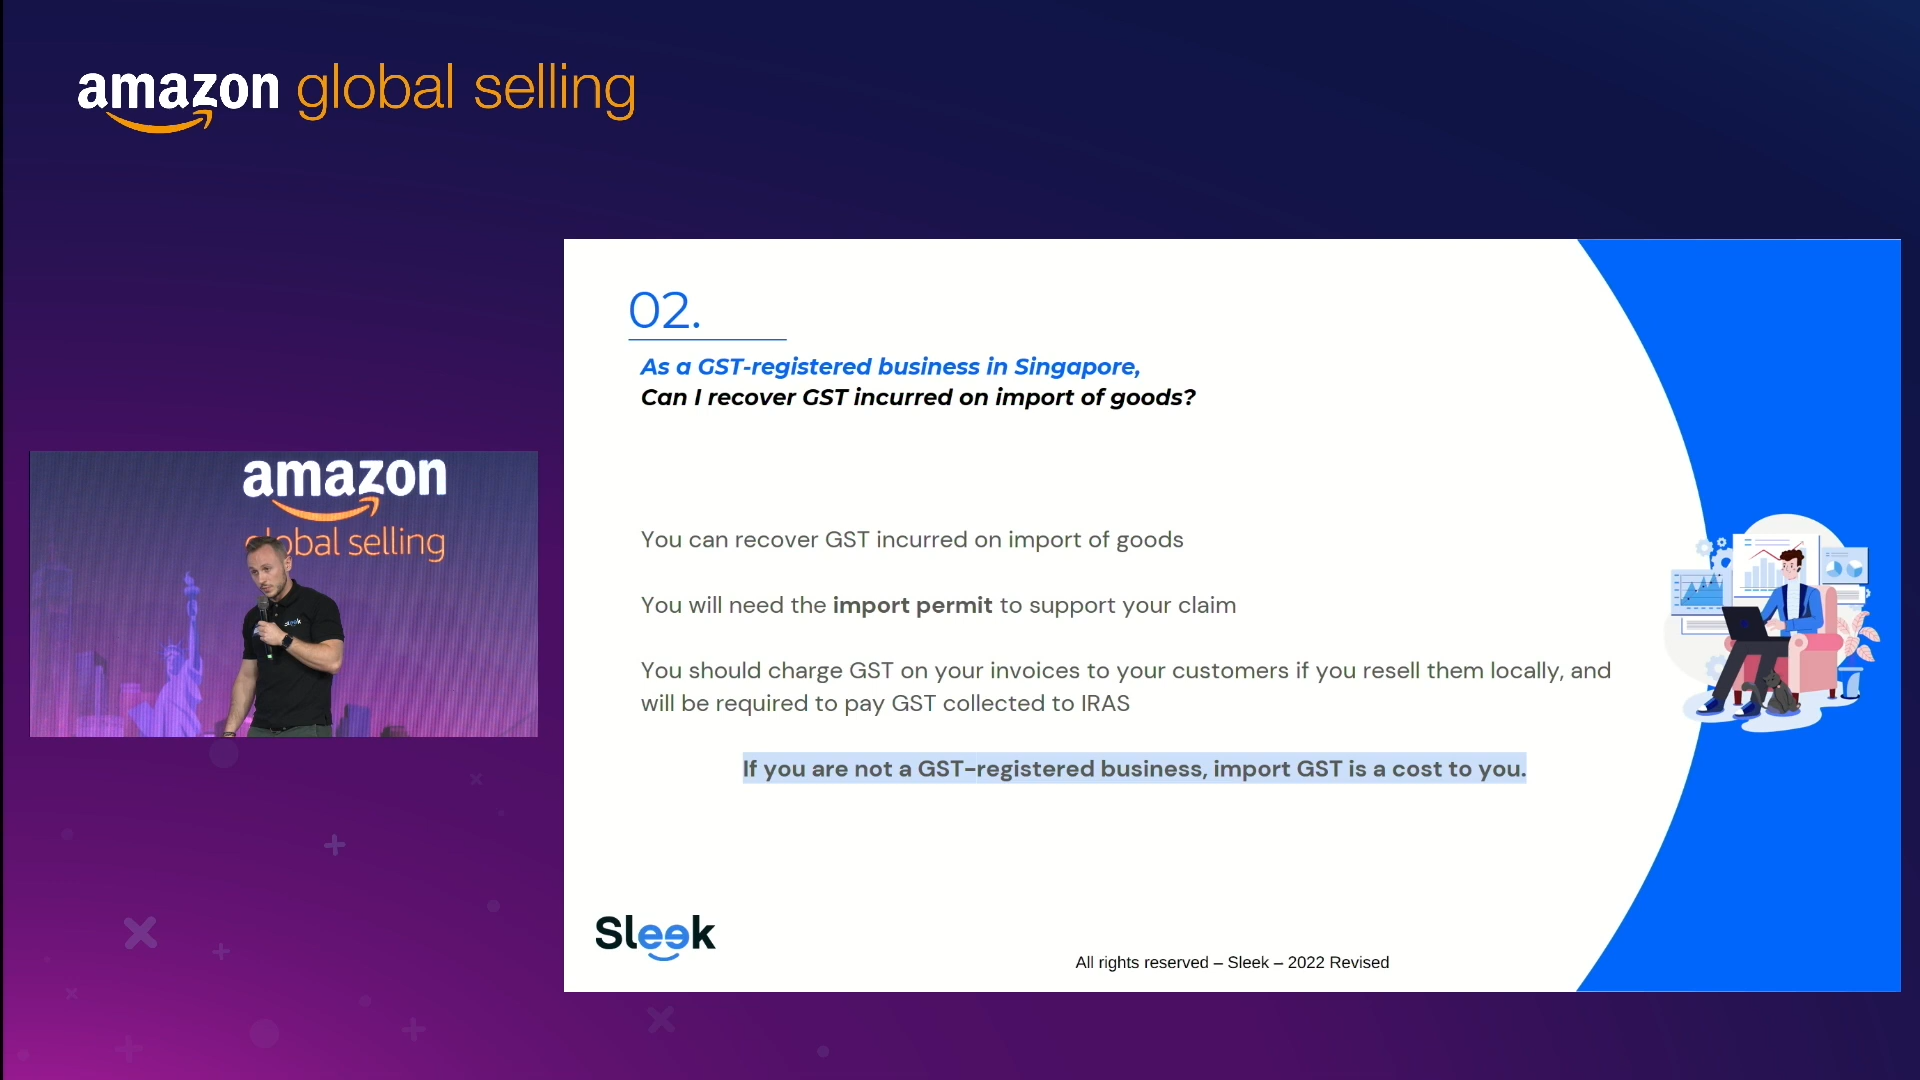 amazon global selling
02.
As a GST-registered business in Singapore,
Can I recover GST incurred on import of goods?
You can recover GST incurred on import of goods
You will need the import permit to support your claim
You should charge GST on your invoices to your customers if you resell them locally, and
will be required to pay GST collected to IRAS
If you are not a GST-registered business, import GST is a cost to you.
Sleek
All rights reserved – Sleek – 2022 Revised
amazon
global selling
Sleek